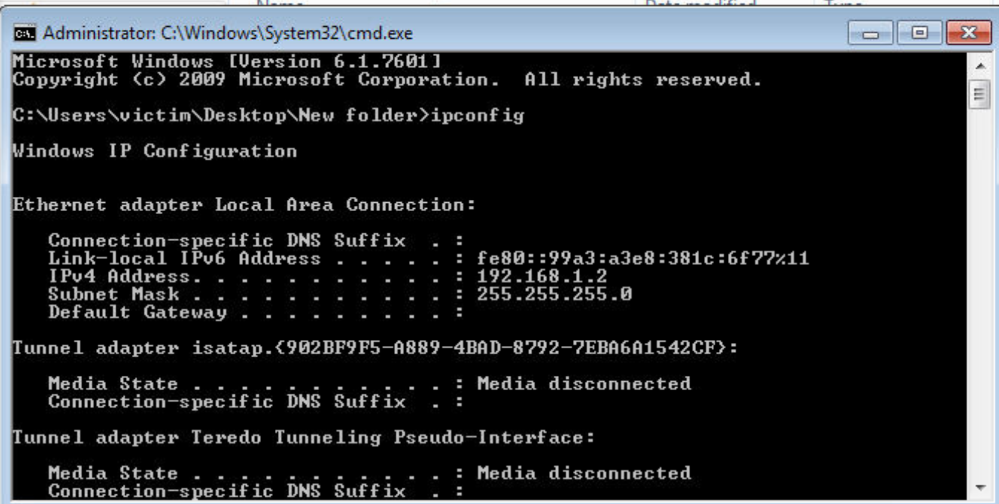 Name Date modified Type
Administrator: C:\Windows\System32\cmd.exe
Microsoft Windows [Version 6.1.7601]
Copyright (c) 2009 Microsoft Corporation.  All rights reserved.
C:\Users\victim\Desktop\New folder>ipconfig
Windows IP Configuration
Ethernet adapter Local Area Connection:
Connection-specific DNS Suffix  . :
Link-local IPv6 Address . . . . . : fe80::99a3:a3e8:381c:6f77%11
IPv4 Address. . . . . . . . . . . : 192.168.1.2
Subnet Mask . . . . . . . . . . . : 255.255.255.0
Default Gateway . . . . . . . . . :
Tunnel adapter isatap.{902BF9F5-A889-4BAD-8792-7EBA6A1542CF}:
Media State . . . . . . . . . . . : Media disconnected
Connection-specific DNS Suffix  . :
Tunnel adapter Teredo Tunneling Pseudo-Interface:
Media State . . . . . . . . . . . : Media disconnected
Connection-specific DNS Suffix  . :